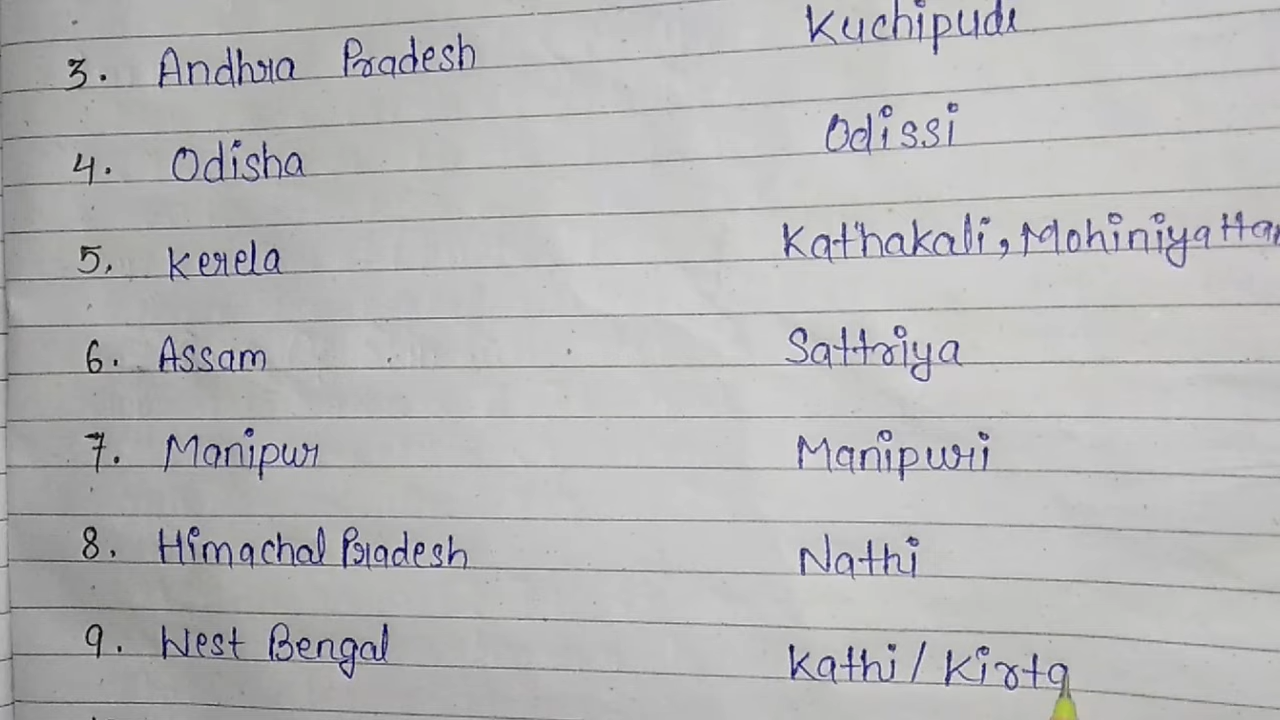 3. Andhra Pradesh Kuchipudi
4. Odisha Odissi
5. Kerela Kathakali, Mohiniyatta
6. Assam Sattriya
7. Manipur Manipuri
8. Himachal Pradesh Nathi
9. West Bengal Kathi / Kirta